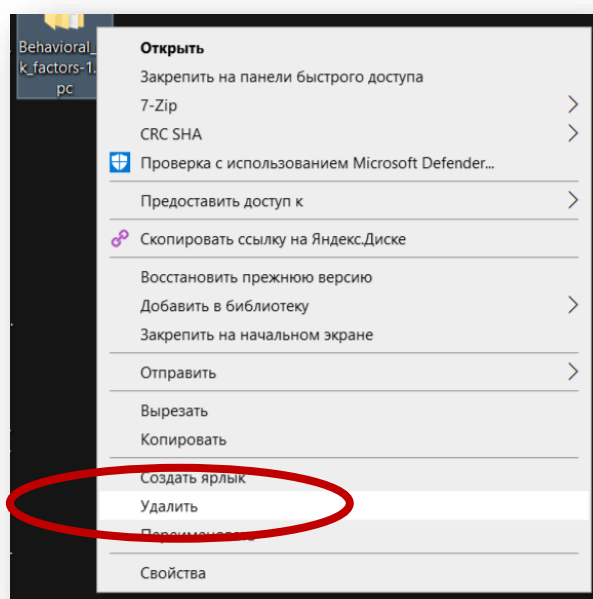 Behavioral_
k_factors-1.
pc
Открыть
Закрепить на панели быстрого доступа
7-Zip
CRC SHA
Проверка с использованием Microsoft Defender...
Предоставить доступ к
Скопировать ссылку на Яндекс.Диске
Восстановить прежнюю версию
Добавить в библиотеку
Закрепить на начальном экране
Отправить
Вырезать
Копировать
Создать ярлык
Удалить
Переименовать
Свойства